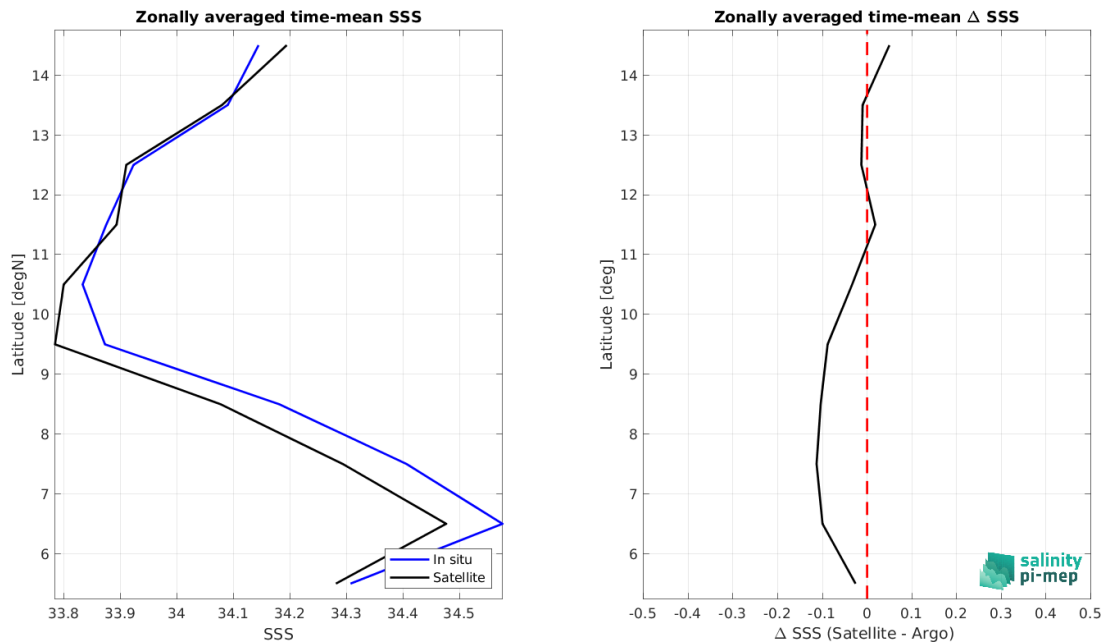 Zonally averaged time-mean SSS
14
13
12
11
10
9
8
7
6
Latitude [degN]
33.8 33.9 34 34.1 34.2 34.3 34.4 34.5
SSS
In situ
Satellite
Zonally averaged time-mean Δ SSS
14
13
12
11
10
9
8
7
6
Latitude [deg]
-0.5 -0.4 -0.3 -0.2 -0.1 0 0.1 0.2 0.3 0.4 0.5
Δ SSS (Satellite - Argo)
salinity
pi-mep